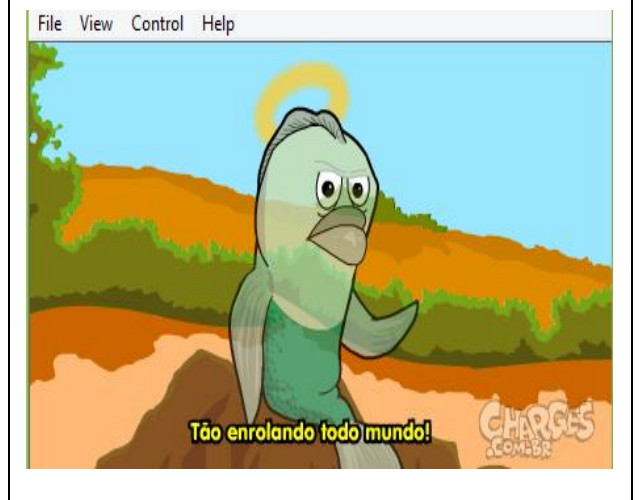 File View Control Help
Tão enrolando todo mundo!
CHARGES
.COM.BR